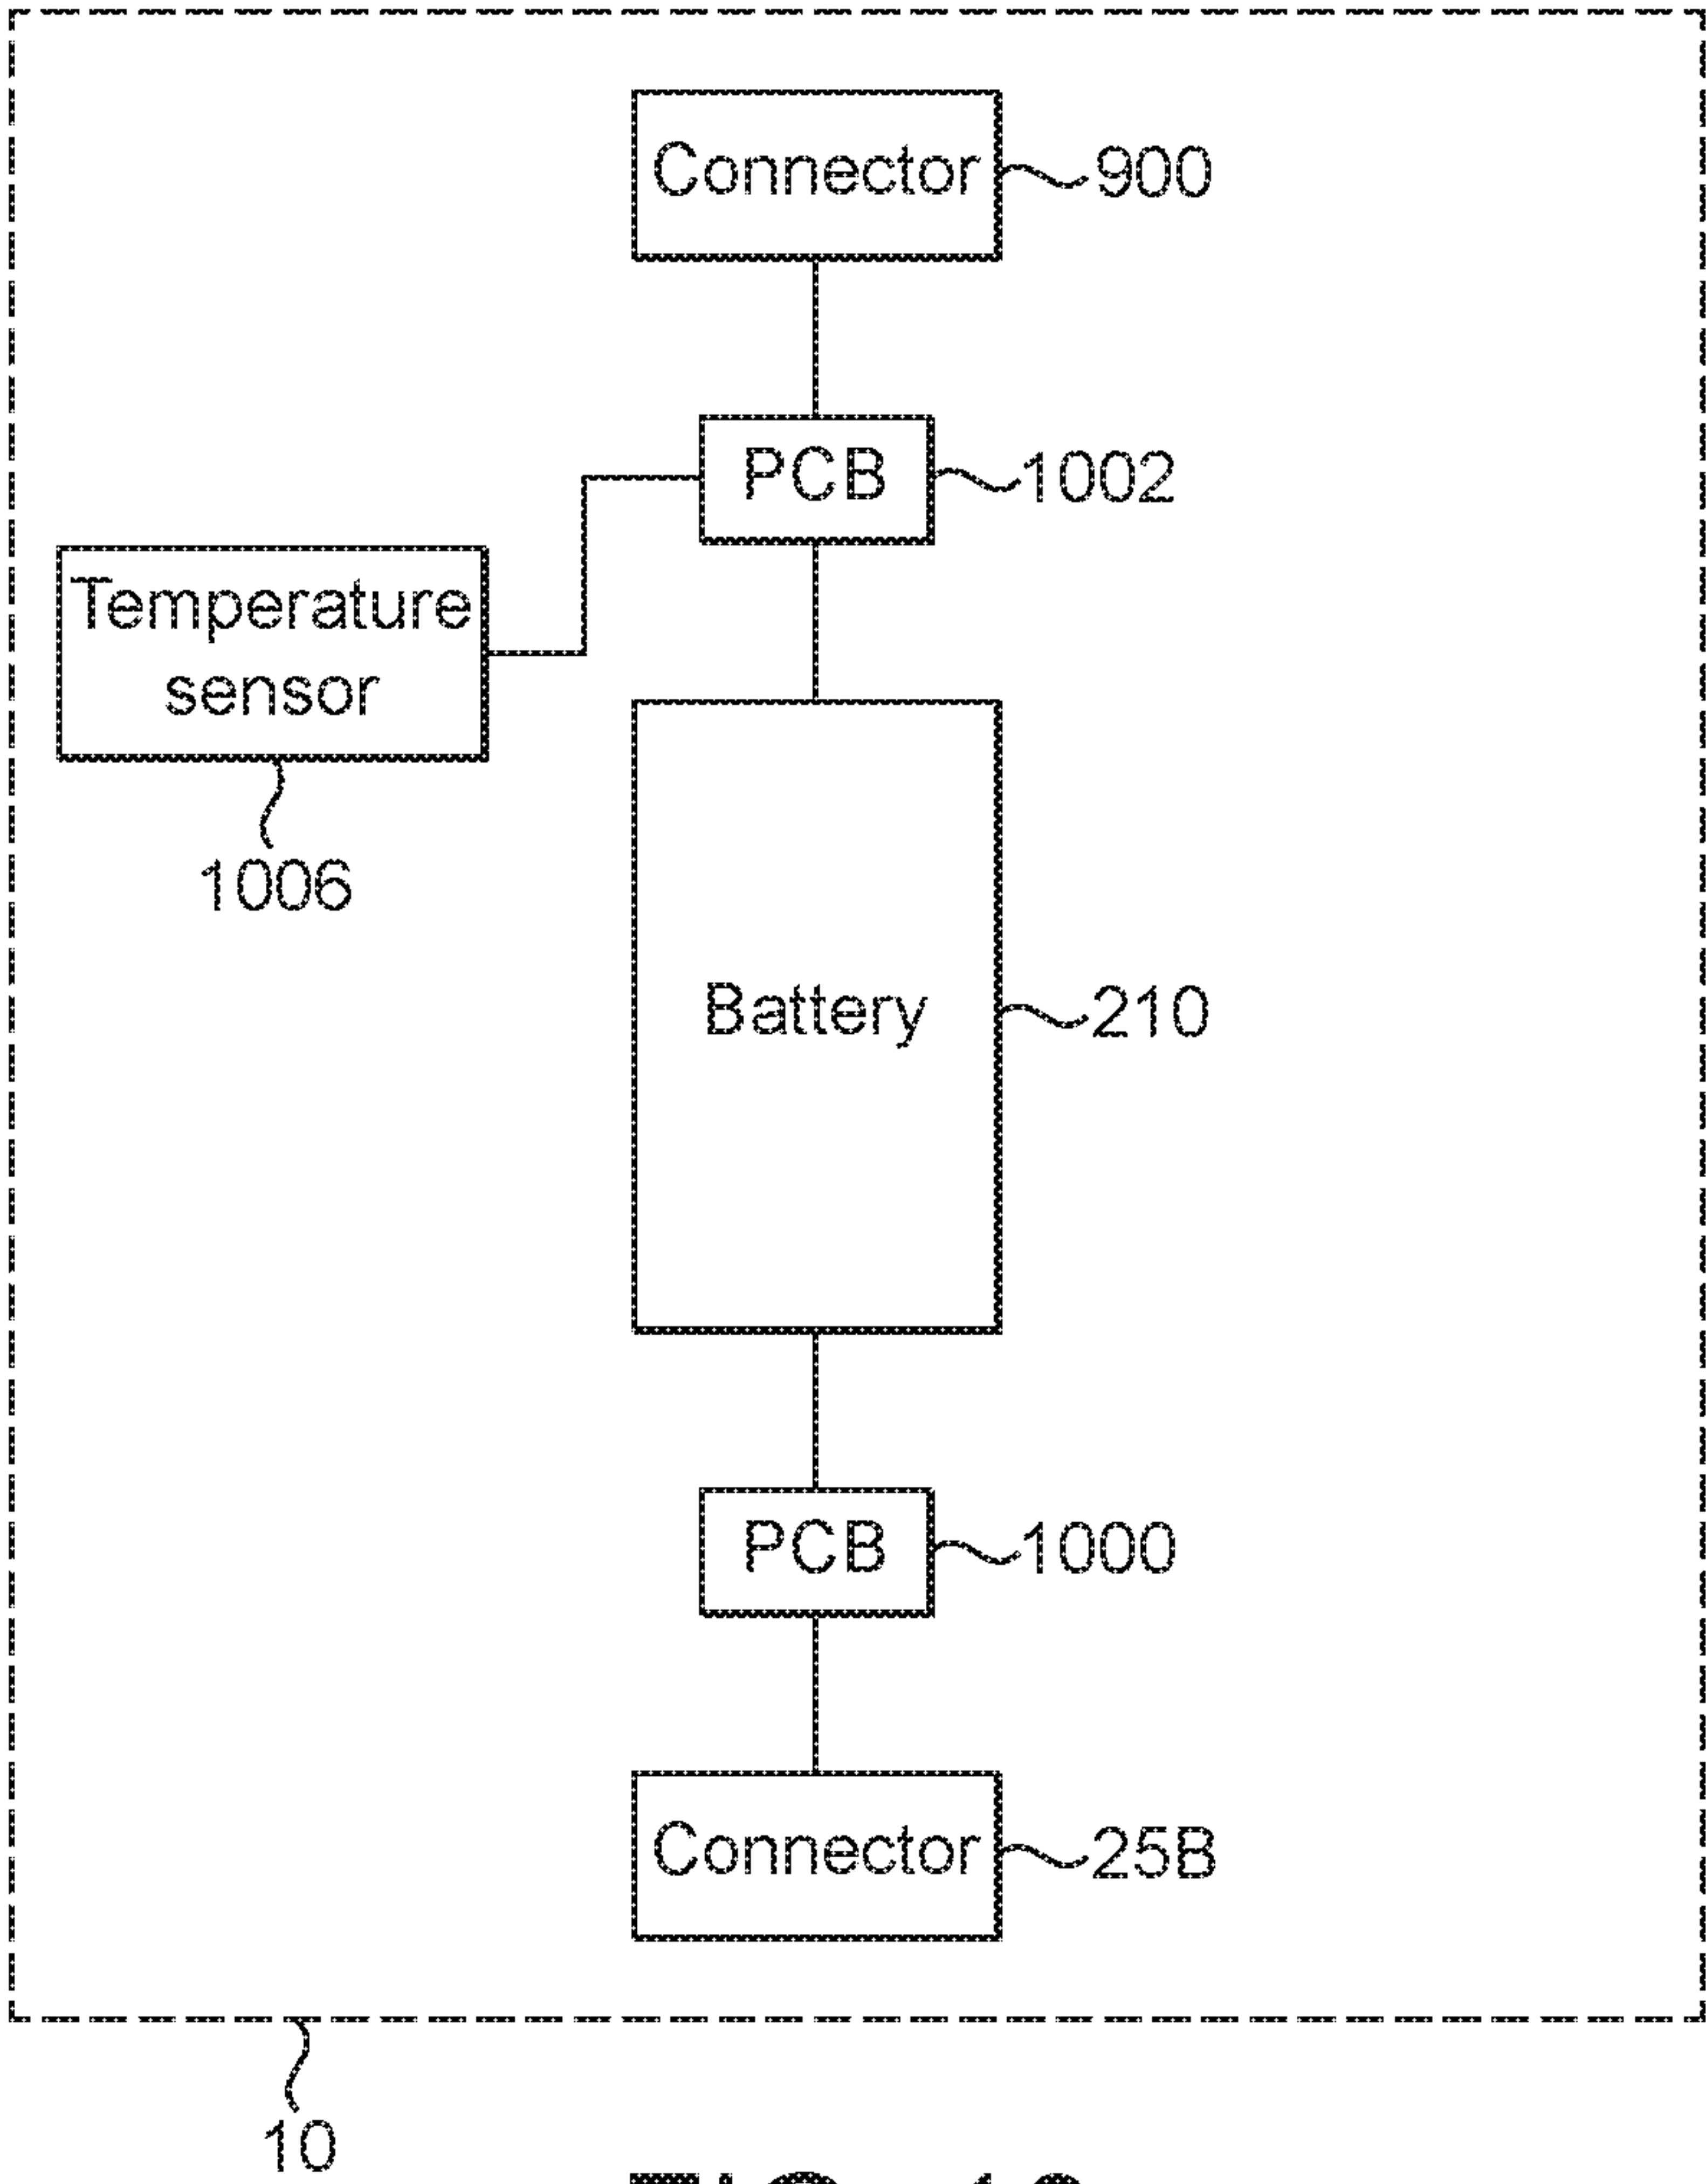 Connector 900
PCB 1002
Temperature
sensor
1006
Battery 210
PCB 1000
Connector 25B
10